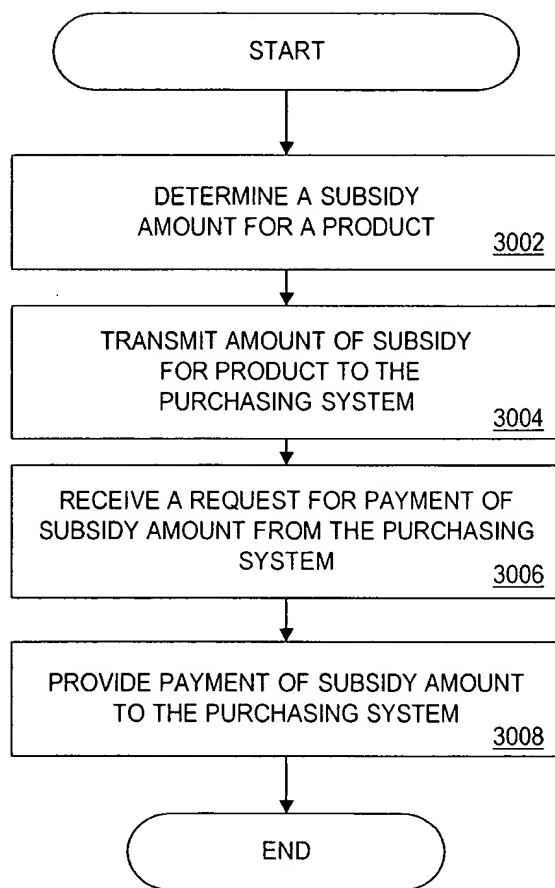 START
DETERMINE A SUBSIDY
AMOUNT FOR A PRODUCT
3002
TRANSMIT AMOUNT OF SUBSIDY
FOR PRODUCT TO THE
PURCHASING SYSTEM
3004
RECEIVE A REQUEST FOR PAYMENT OF
SUBSIDY AMOUNT FROM THE PURCHASING
SYSTEM
3006
PROVIDE PAYMENT OF SUBSIDY AMOUNT
TO THE PURCHASING SYSTEM
3008
END